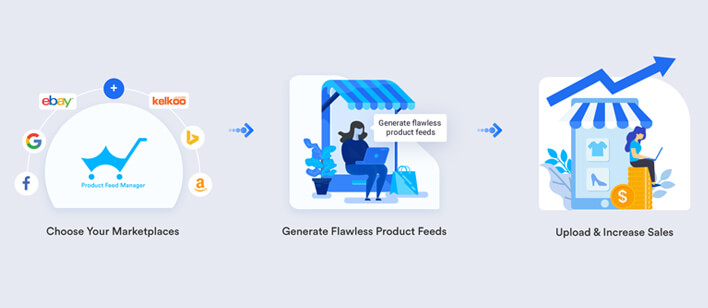 ebay
kelkoo
G
b
f
a
Product Feed Manager
Choose Your Marketplaces
Generate flawless
product feeds
Generate Flawless Product Feeds
$
Upload & Increase Sales